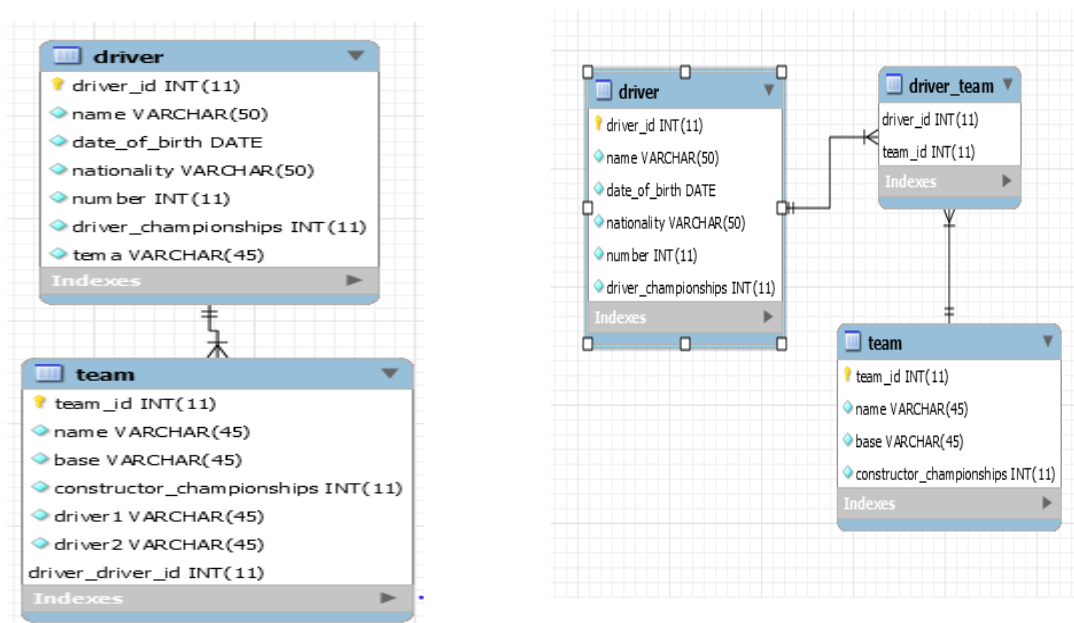 driver
driver_id INT(11)
name VARCHAR(50)
date_of_birth DATE
nationality VARCHAR(50)
number INT(11)
driver_championships INT(11)
tema VARCHAR(45)
Indexes
team
team_id INT(11)
name VARCHAR(45)
base VARCHAR(45)
constructor_championships INT(11)
driver1 VARCHAR(45)
driver2 VARCHAR(45)
driver_driver_id INT(11)
Indexes
driver
driver_id INT(11)
name VARCHAR(50)
date_of_birth DATE
nationality VARCHAR(50)
number INT(11)
driver_championships INT(11)
Indexes
driver_team
driver_id INT(11)
team_id INT(11)
Indexes
team
team_id INT(11)
name VARCHAR(45)
base VARCHAR(45)
constructor_championships INT(11)
Indexes